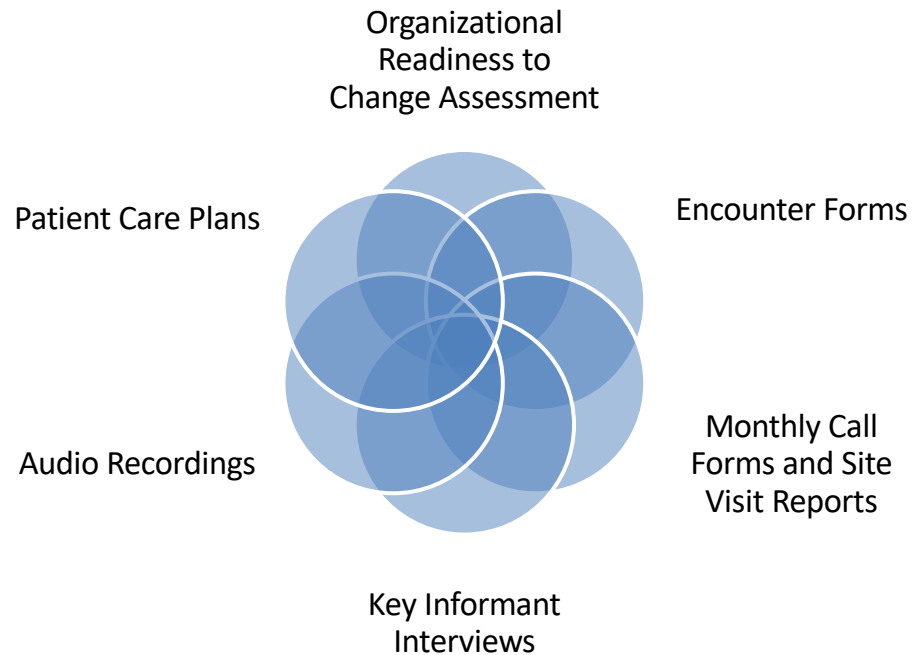 Organizational
Readiness to
Change Assessment
Patient Care Plans
Encounter Forms
Audio Recordings
Monthly Call
Forms and Site
Visit Reports
Key Informant
Interviews